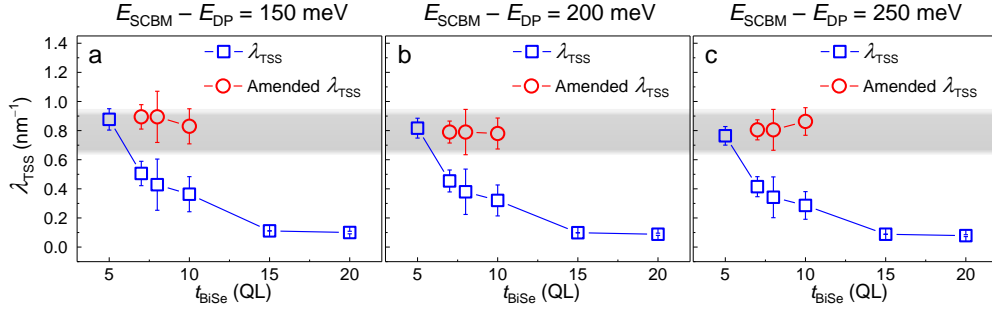 E_SCBM – E_DP = 150 meV
E_SCBM – E_DP = 200 meV
E_SCBM – E_DP = 250 meV
a
λ_TSS
Amended λ_TSS
b
λ_TSS
Amended λ_TSS
c
λ_TSS
Amended λ_TSS
λ_TSS (nm⁻¹)
1.4
1.2
1.0
0.8
0.6
0.4
0.2
0.0
5 10 15 20
5 10 15 20
5 10 15 20
t_BiSe (QL)
t_BiSe (QL)
t_BiSe (QL)